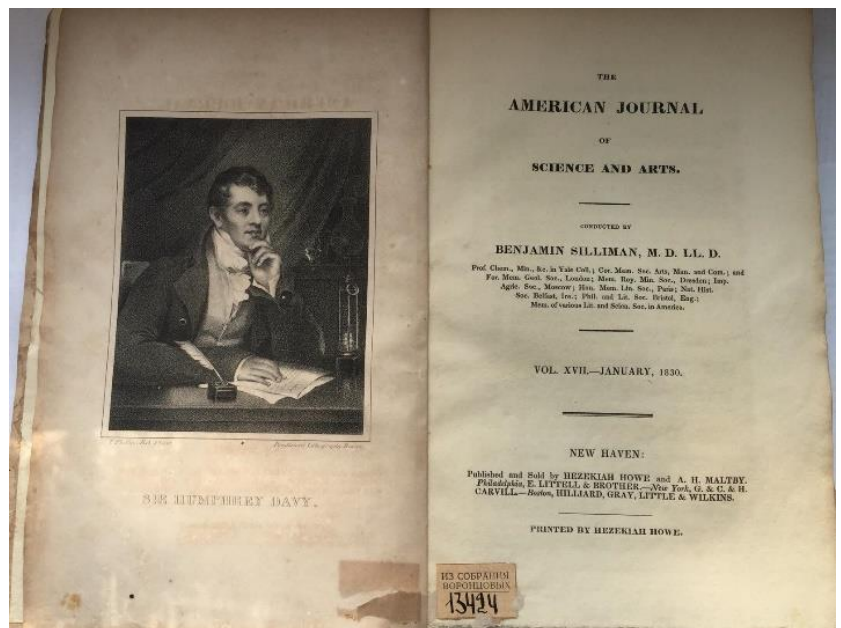 Pendleton's Lithography Boston
SIR HUMPHREY DAVY.
THE
AMERICAN JOURNAL
OF
SCIENCE AND ARTS.
CONDUCTED BY
BENJAMIN SILLIMAN, M. D. LL. D.
Prof. Chem., Min., &c. in Yale Coll.; Cor. Mem. Soc. Arts, Man. and Com.; and
For. Mem. Geol. Soc., London; Mem. Roy. Min. Soc., Dresden; Imp.
Agric. Soc., Moscow; Hon. Mem. Lin. Soc., Paris; Nat. Hist.
Soc. Belfast, Ire.; Phil. and Lit. Soc. Bristol, Eng.;
Mem. of various Lit. and Scien. Soc. in America.
VOL. XVII.—JANUARY, 1830.
NEW HAVEN:
Published and Sold by HEZEKIAH HOWE and A. H. MALTBY.
Philadelphia, E. LITTELL & BROTHER.—New York, G. & C. & H.
CARVILL.—Boston, HILLIARD, GRAY, LITTLE & WILKINS.
PRINTED BY HEZEKIAH HOWE.
ИЗ СОБРАНИЯ
ВОРОНЦОВЫХ
13424